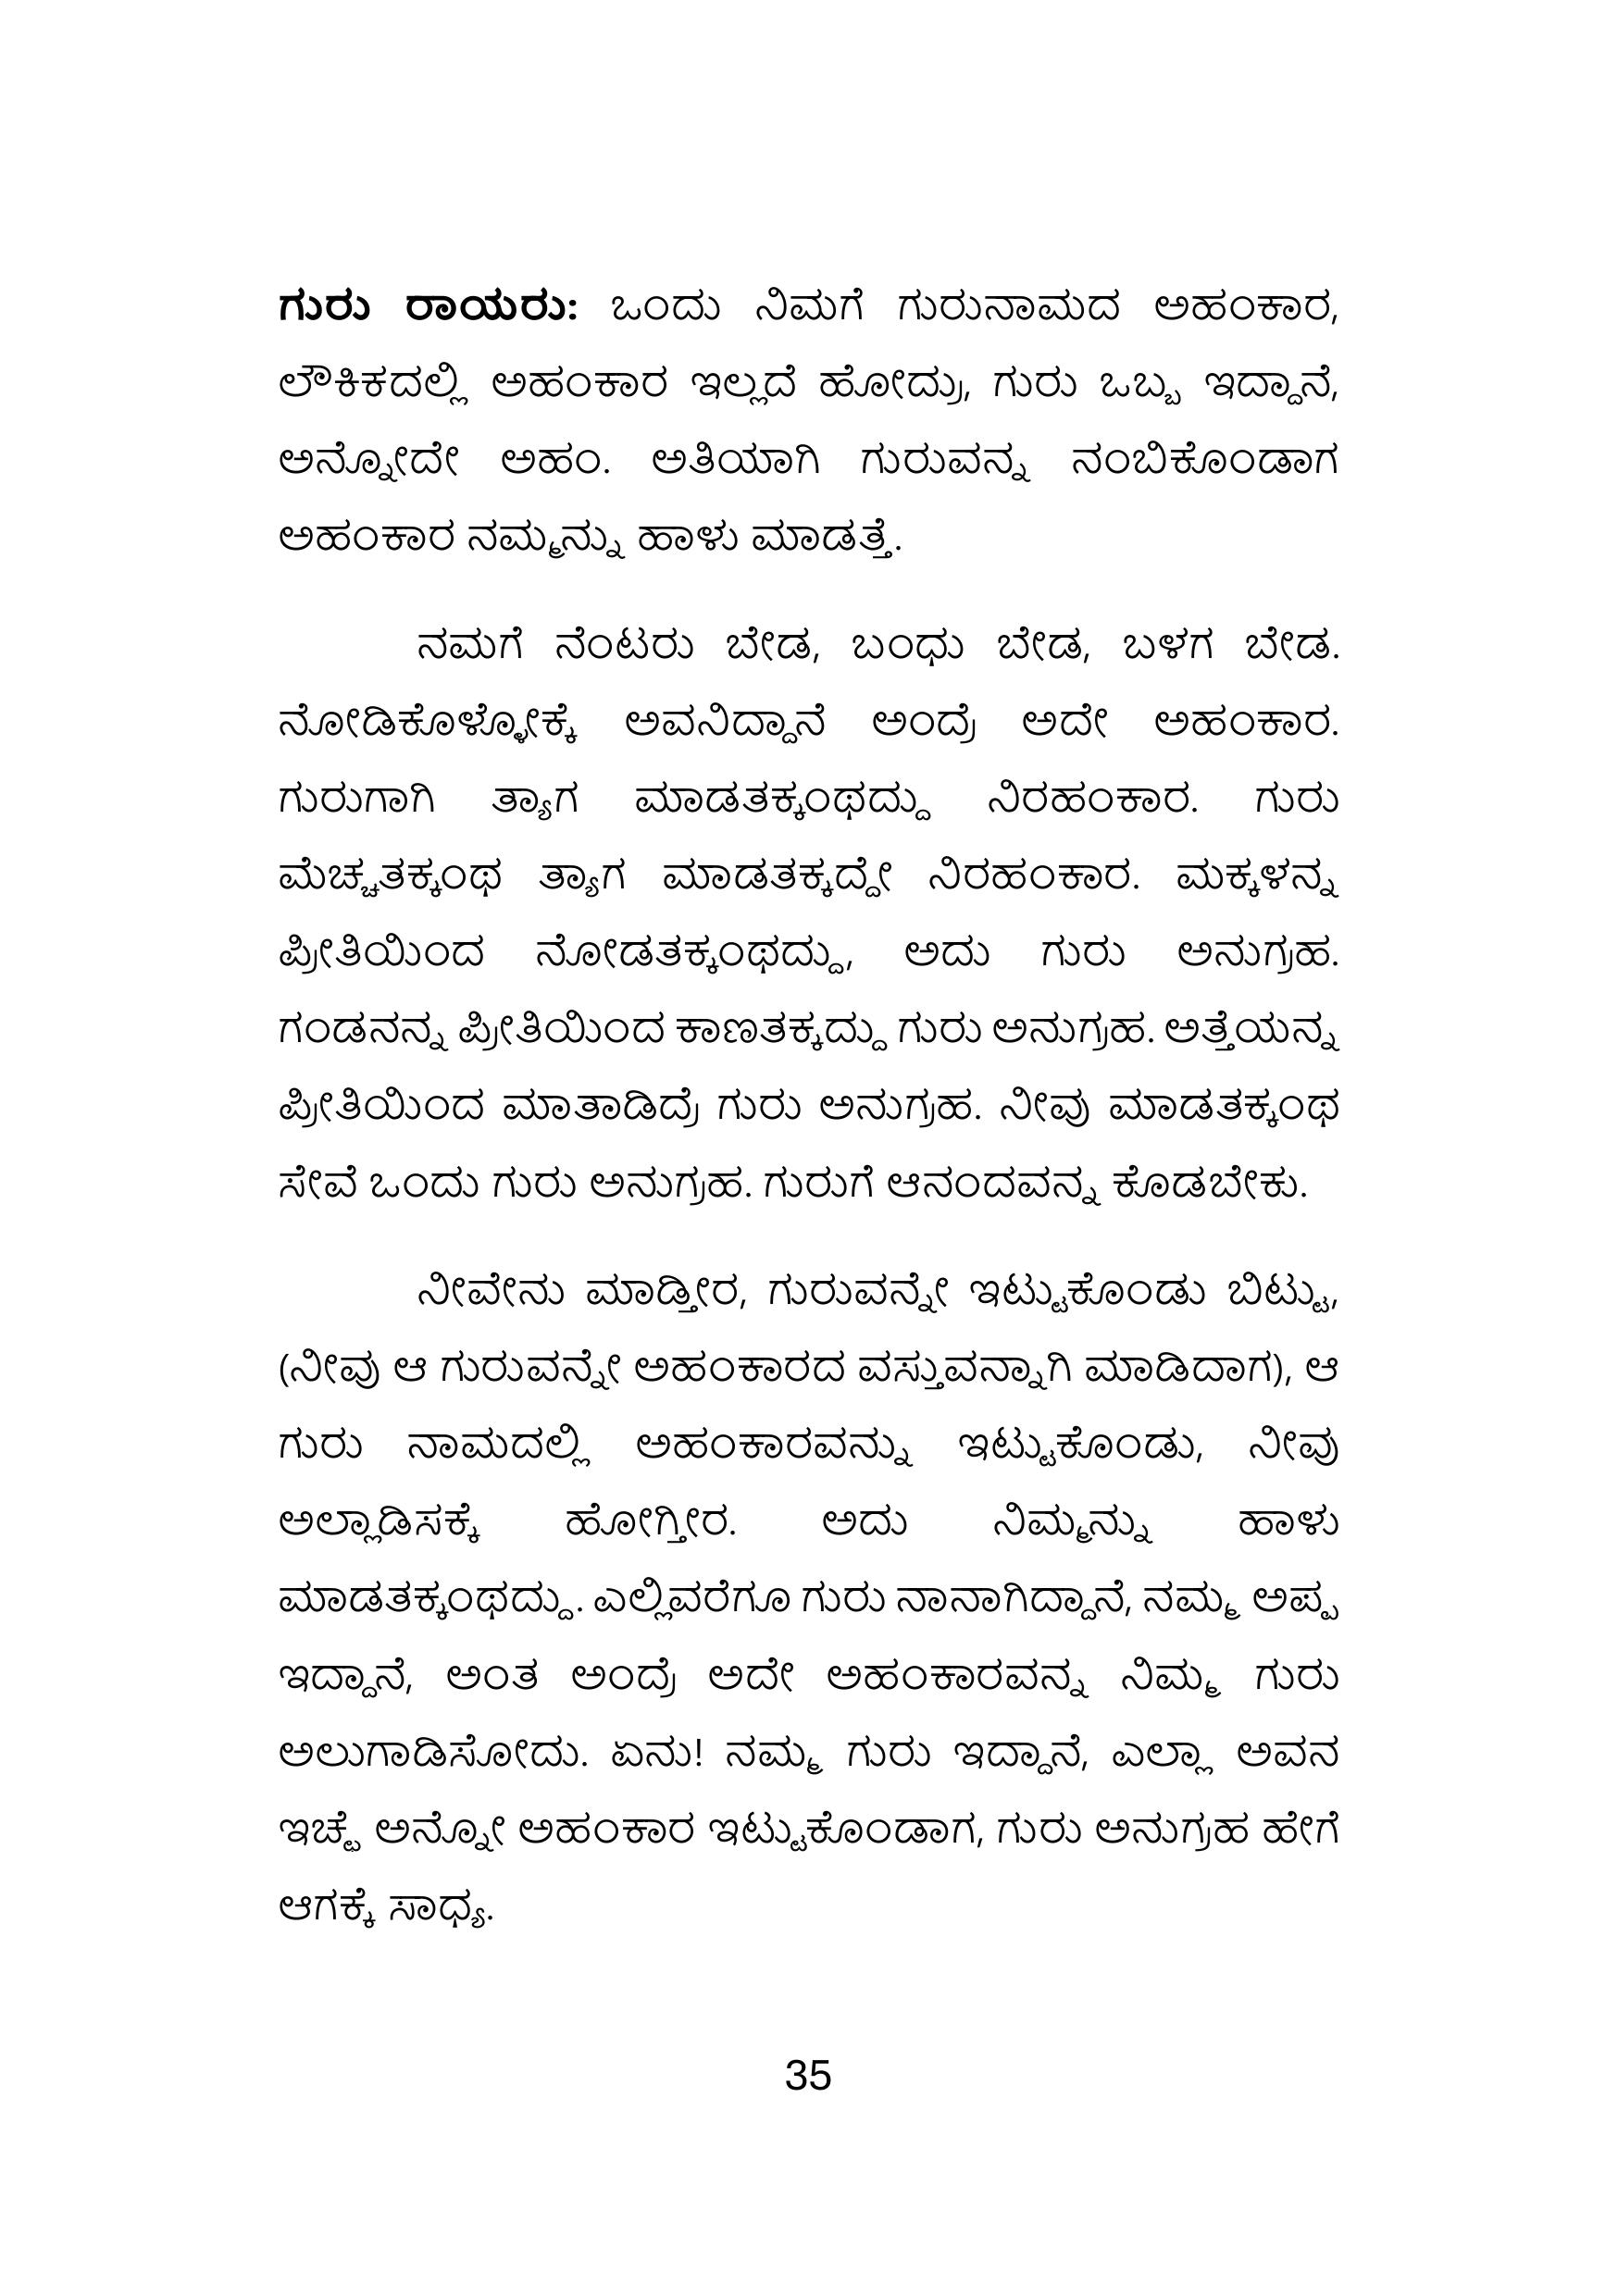 ಗುರು ರಾಯರು: ಒಂದು ನಿಮಗೆ ಗುರುನಾಮದ ಅಹಂಕಾರ,
ಲೌಕಿಕದಲ್ಲಿ ಅಹಂಕಾರ ಇಲ್ಲದೆ ಹೋದ್ರು, ಗುರು ಒಬ್ಬ ಇದ್ದಾನೆ,
ಅನ್ನೋದೇ ಅಹಂ. ಅತಿಯಾಗಿ ಗುರುವನ್ನ ನಂಬಿಕೊಂಡಾಗ
ಅಹಂಕಾರ ನಮ್ಮನ್ನು ಹಾಳು ಮಾಡತ್ತೆ.
ನಮಗೆ ನೆಂಟರು ಬೇಡ, ಬಂಧು ಬೇಡ, ಬಳಗ ಬೇಡ.
ನೋಡಿಕೊಳ್ಳೋಕ್ಕೆ ಅವನಿದ್ದಾನೆ ಅಂದ್ರೆ ಅದೇ ಅಹಂಕಾರ.
ಗುರುಗಾಗಿ ತ್ಯಾಗ ಮಾಡತಕ್ಕಂಥದ್ದು ನಿರಹಂಕಾರ. ಗುರು
ಮೆಚ್ಚತಕ್ಕಂಥ ತ್ಯಾಗ ಮಾಡತಕ್ಕದ್ದೇ ನಿರಹಂಕಾರ. ಮಕ್ಕಳನ್ನ
ಪ್ರೀತಿಯಿಂದ ನೋಡತಕ್ಕಂಥದ್ದು, ಅದು ಗುರು ಅನುಗ್ರಹ.
ಗಂಡನನ್ನ ಪ್ರೀತಿಯಿಂದ ಕಾಣತಕ್ಕದ್ದು ಗುರು ಅನುಗ್ರಹ. ಅತ್ತೆಯನ್ನ
ಪ್ರೀತಿಯಿಂದ ಮಾತಾಡಿದ್ರೆ ಗುರು ಅನುಗ್ರಹ. ನೀವು ಮಾಡತಕ್ಕಂಥ
ಸೇವೆ ಒಂದು ಗುರು ಅನುಗ್ರಹ. ಗುರುಗೆ ಆನಂದವನ್ನ ಕೊಡಬೇಕು.
ನೀವೇನು ಮಾಡ್ತೀರ, ಗುರುವನ್ನೇ ಇಟ್ಟುಕೊಂಡು ಬಿಟ್ಟು,
(ನೀವು ಆ ಗುರುವನ್ನೇ ಅಹಂಕಾರದ ವಸ್ತುವನ್ನಾಗಿ ಮಾಡಿದಾಗ), ಆ
ಗುರು ನಾಮದಲ್ಲಿ ಅಹಂಕಾರವನ್ನು ಇಟ್ಟುಕೊಂಡು, ನೀವು
ಅಲ್ಲಾಡಿಸಕ್ಕೆ ಹೋಗ್ತೀರ. ಅದು ನಿಮ್ಮನ್ನು ಹಾಳು
ಮಾಡತಕ್ಕಂಥದ್ದು. ಎಲ್ಲಿವರೆಗೂ ಗುರು ನಾನಾಗಿದ್ದಾನೆ, ನಮ್ಮ ಅಪ್ಪ
ಇದ್ದಾನೆ, ಅಂತ ಅಂದ್ರೆ ಅದೇ ಅಹಂಕಾರವನ್ನ ನಿಮ್ಮ ಗುರು
ಅಲುಗಾಡಿಸೋದು. ಏನು! ನಮ್ಮ ಗುರು ಇದ್ದಾನೆ, ಎಲ್ಲಾ ಅವನ
ಇಚ್ಛೆ ಅನ್ನೋ ಅಹಂಕಾರ ಇಟ್ಟುಕೊಂಡಾಗ, ಗುರು ಅನುಗ್ರಹ ಹೇಗೆ
ಆಗಕ್ಕೆ ಸಾಧ್ಯ.
35